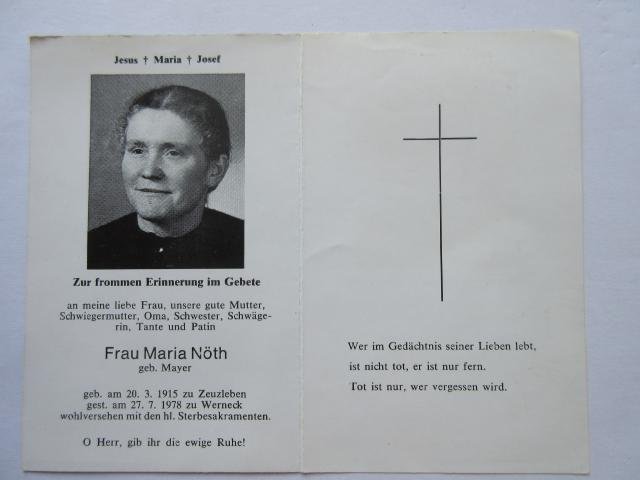 Jesus † Maria † Josef
Zur frommen Erinnerung im Gebete
an meine liebe Frau, unsere gute Mutter,
Schwiegermutter, Oma, Schwester, Schwäge-
rin, Tante und Patin
Frau Maria Nöth
geb. Mayer
geb. am 20. 3. 1915 zu Zeuzleben
gest. am 27. 7. 1978 zu Werneck
wohlversehen mit den hl. Sterbesakramenten.
O Herr, gib ihr die ewige Ruhe!
Wer im Gedächtnis seiner Lieben lebt,
ist nicht tot, er ist nur fern.
Tot ist nur, wer vergessen wird.